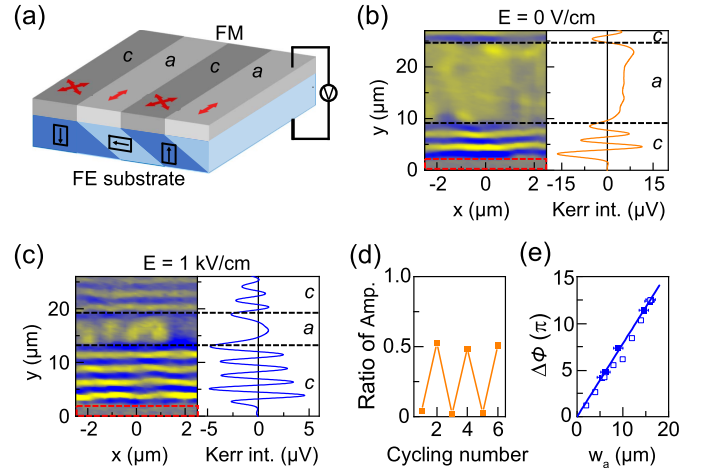 (a)
FM
c
a
c
a
V
FE substrate
(b)
E = 0 V/cm
c
a
c
20
10
0
y (µm)
-2
0
2
-15
0
15
x (µm)
Kerr int. (µV)
(c)
E = 1 kV/cm
c
a
c
30
20
10
0
y (µm)
-2
0
2
-5
0
5
x (µm)
Kerr int. (µV)
(d)
1.0
0.5
0.0
Ratio of Amp.
2
4
6
Cycling number
(e)
15
10
5
0
ΔΦ (π)
0
10
20
w_a (µm)